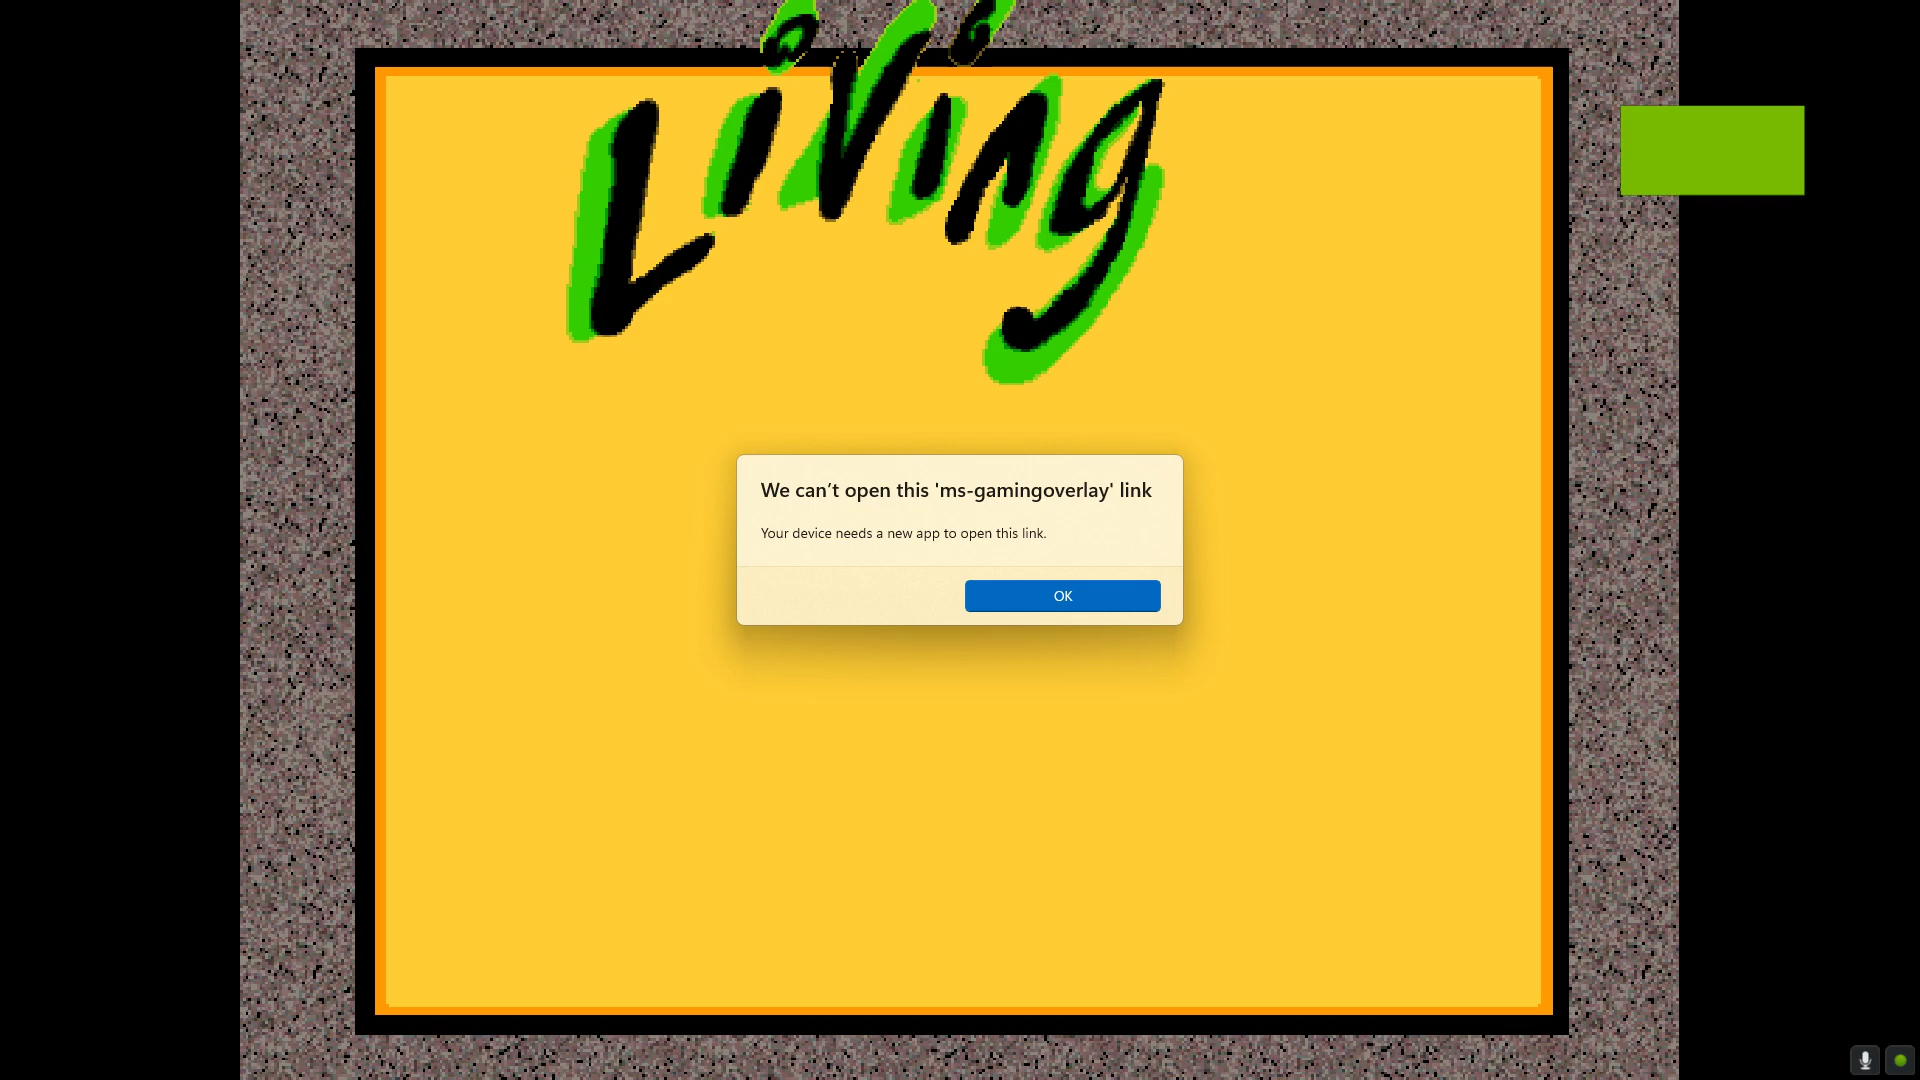 Living
We can’t open this 'ms-gamingoverlay' link
Your device needs a new app to open this link.
OK